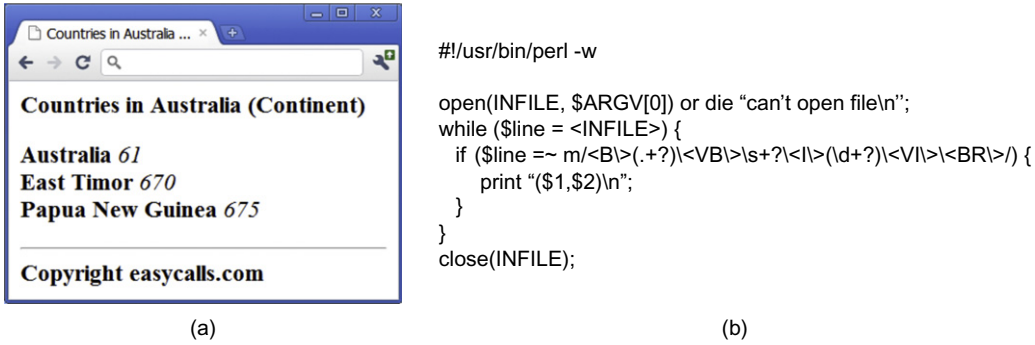 Countries in Australia ...
Countries in Australia (Continent)
Australia 61
East Timor 670
Papua New Guinea 675
Copyright easycalls.com
(a)
#!/usr/bin/perl -w
open(INFILE, $ARGV[0]) or die “can’t open file\n’’;
while ($line = <INFILE>) {
if ($line =~ m/<B\>(.+?)\<VB\>\s+?\<I\>(\d+?)\<VI\>\<BR\>/) {
print “($1,$2)\n”;
}
}
close(INFILE);
(b)